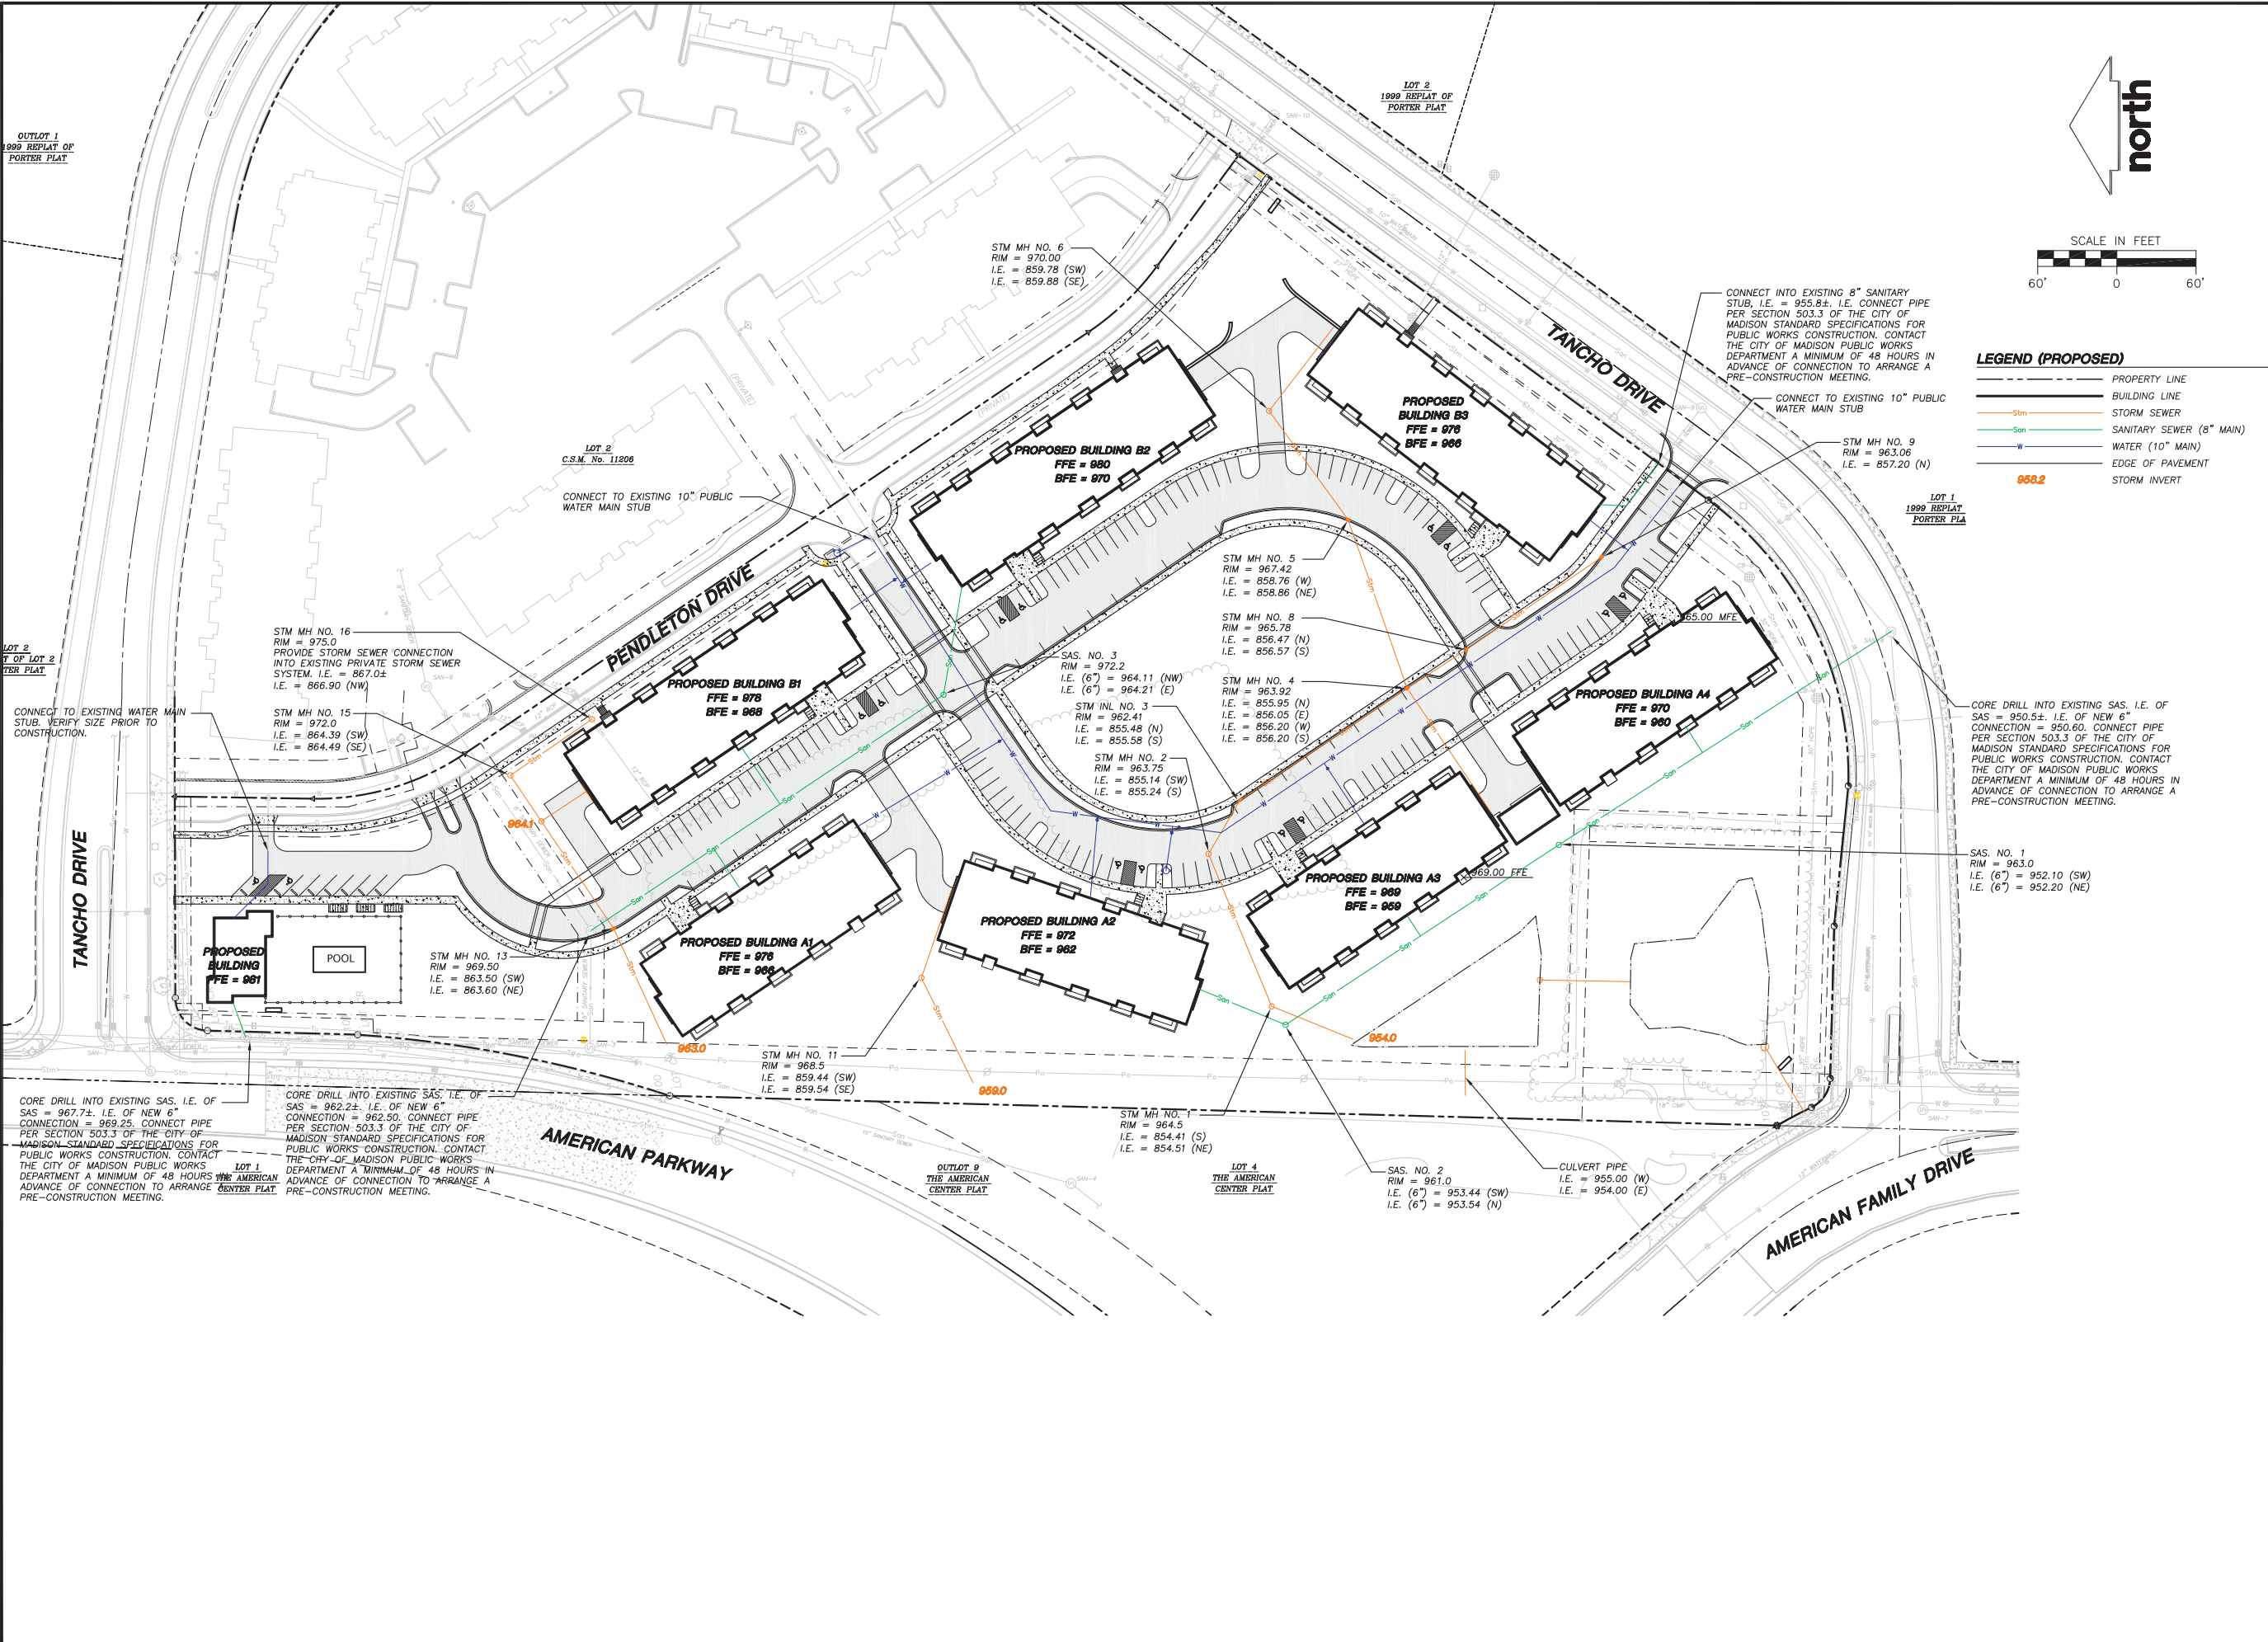 OUTLOT 1
1999 REPLAT OF
PORTER PLAT
LOT 2
1999 REPLAT OF
PORTER PLAT
north
SCALE IN FEET
60'
0
60'
LEGEND (PROPOSED)
PROPERTY LINE
BUILDING LINE
Stm
STORM SEWER
San
SANITARY SEWER (8" MAIN)
W
WATER (10" MAIN)
EDGE OF PAVEMENT
958.2
STORM INVERT
STM MH NO. 6
RIM = 970.00
I.E. = 859.78 (SW)
I.E. = 859.88 (SE)
CONNECT INTO EXISTING 8" SANITARY
STUB, I.E. = 955.8±. I.E. CONNECT PIPE
PER SECTION 503.3 OF THE CITY OF
MADISON STANDARD SPECIFICATIONS FOR
PUBLIC WORKS CONSTRUCTION. CONTACT
THE CITY OF MADISON PUBLIC WORKS
DEPARTMENT A MINIMUM OF 48 HOURS IN
ADVANCE OF CONNECTION TO ARRANGE A
PRE-CONSTRUCTION MEETING.
TANCHO DRIVE
CONNECT TO EXISTING 10" PUBLIC
WATER MAIN STUB
STM MH NO. 9
RIM = 963.06
I.E. = 857.20 (N)
LOT 1
1999 REPLAT
PORTER PLA
PROPOSED
BUILDING B3
FFE = 976
BFE = 966
PROPOSED BUILDING B2
FFE = 980
BFE = 970
(PRIVATE)
(PRIVATE)
LOT 2
C.S.M. No. 11206
CONNECT TO EXISTING 10" PUBLIC
WATER MAIN STUB
PENDLETON DRIVE
STM MH NO. 5
RIM = 967.42
I.E. = 858.76 (W)
I.E. = 858.86 (NE)
STM MH NO. 8
RIM = 965.78
I.E. = 856.47 (N)
I.E. = 856.57 (S)
STM MH NO. 4
RIM = 963.92
I.E. = 855.95 (N)
I.E. = 856.05 (E)
I.E. = 856.20 (W)
I.E. = 856.20 (S)
SAS. NO. 3
RIM = 972.2
I.E. (6") = 964.11 (NW)
I.E. (6") = 964.21 (E)
STM INL NO. 3
RIM = 962.41
I.E. = 855.48 (N)
I.E. = 855.58 (S)
STM MH NO. 2
RIM = 963.75
I.E. = 855.14 (SW)
I.E. = 855.24 (S)
STM MH NO. 16
RIM = 975.0
PROVIDE STORM SEWER CONNECTION
INTO EXISTING PRIVATE STORM SEWER
SYSTEM. I.E. = 867.0±
I.E. = 866.90 (NW)
STM MH NO. 15
RIM = 972.0
I.E. = 864.39 (SW)
I.E. = 864.49 (SE)
LOT 2
T OF LOT 2
TER PLAT
CONNECT TO EXISTING WATER MAIN
STUB. VERIFY SIZE PRIOR TO
CONSTRUCTION.
PROPOSED BUILDING B1
FFE = 978
BFE = 968
965.00 MFE
PROPOSED BUILDING A4
FFE = 970
BFE = 960
CORE DRILL INTO EXISTING SAS. I.E. OF
SAS = 950.5±. I.E. OF NEW 6"
CONNECTION = 950.60. CONNECT PIPE
PER SECTION 503.3 OF THE CITY OF
MADISON STANDARD SPECIFICATIONS FOR
PUBLIC WORKS CONSTRUCTION. CONTACT
THE CITY OF MADISON PUBLIC WORKS
DEPARTMENT A MINIMUM OF 48 HOURS IN
ADVANCE OF CONNECTION TO ARRANGE A
PRE-CONSTRUCTION MEETING.
SAS. NO. 1
RIM = 963.0
I.E. (6") = 952.10 (SW)
I.E. (6") = 952.20 (NE)
964.1
TANCHO DRIVE
PROPOSED
BUILDING
FFE = 981
POOL
STM MH NO. 13
RIM = 969.50
I.E. = 863.50 (SW)
I.E. = 863.60 (NE)
PROPOSED BUILDING A1
FFE = 976
BFE = 966
PROPOSED BUILDING A2
FFE = 972
BFE = 962
PROPOSED BUILDING A3
FFE = 969
BFE = 959
969.00 FFE
963.0
959.0
954.0
STM MH NO. 11
RIM = 968.5
I.E. = 859.44 (SW)
I.E. = 859.54 (SE)
STM MH NO. 1
RIM = 964.5
I.E. = 854.41 (S)
I.E. = 854.51 (NE)
SAS. NO. 2
RIM = 961.0
I.E. (6") = 953.44 (SW)
I.E. (6") = 953.54 (N)
CULVERT PIPE
I.E. = 955.00 (W)
I.E. = 954.00 (E)
CORE DRILL INTO EXISTING SAS. I.E. OF
SAS = 967.7±. I.E. OF NEW 6"
CONNECTION = 969.25. CONNECT PIPE
PER SECTION 503.3 OF THE CITY OF
MADISON STANDARD SPECIFICATIONS FOR
PUBLIC WORKS CONSTRUCTION. CONTACT
THE CITY OF MADISON PUBLIC WORKS
DEPARTMENT A MINIMUM OF 48 HOURS IN
ADVANCE OF CONNECTION TO ARRANGE A
PRE-CONSTRUCTION MEETING.
LOT 1
THE AMERICAN
CENTER PLAT
CORE DRILL INTO EXISTING SAS. I.E. OF
SAS = 962.2±. I.E. OF NEW 6"
CONNECTION = 962.50. CONNECT PIPE
PER SECTION 503.3 OF THE CITY OF
MADISON STANDARD SPECIFICATIONS FOR
PUBLIC WORKS CONSTRUCTION. CONTACT
THE CITY OF MADISON PUBLIC WORKS
DEPARTMENT A MINIMUM OF 48 HOURS IN
ADVANCE OF CONNECTION TO ARRANGE A
PRE-CONSTRUCTION MEETING.
AMERICAN PARKWAY
OUTLOT 9
THE AMERICAN
CENTER PLAT
LOT 4
THE AMERICAN
CENTER PLAT
AMERICAN FAMILY DRIVE